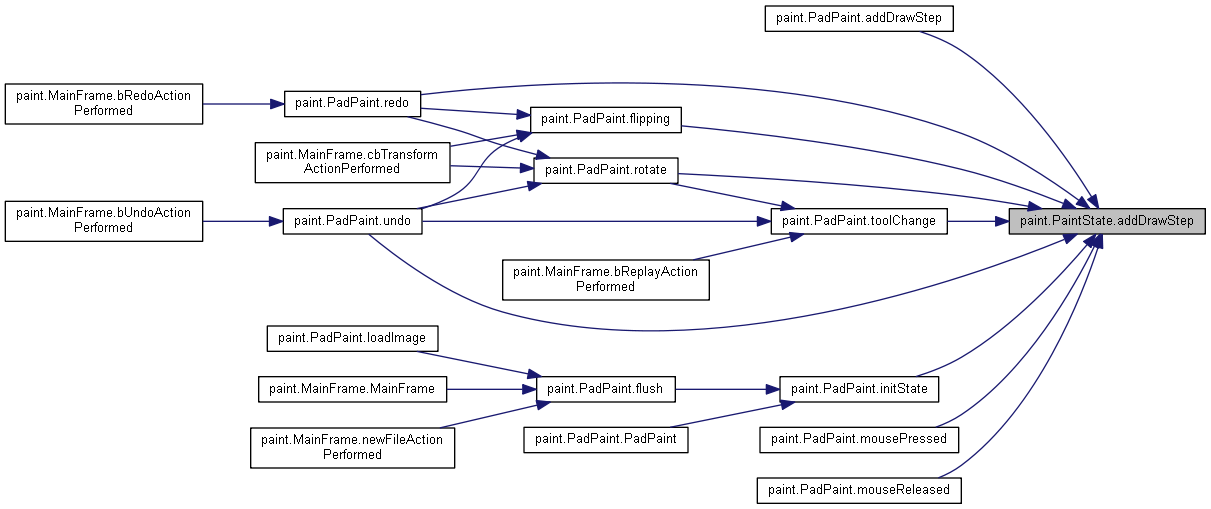 paint.PadPaint.addDrawStep
paint.MainFrame.bRedoAction
Performed
paint.PadPaint.redo
paint.PadPaint.flipping
paint.MainFrame.cbTransform
ActionPerformed
paint.PadPaint.rotate
paint.MainFrame.bUndoAction
Performed
paint.PadPaint.undo
paint.PadPaint.toolChange
paint.PaintState.addDrawStep
paint.MainFrame.bReplayAction
Performed
paint.PadPaint.loadImage
paint.MainFrame.MainFrame
paint.PadPaint.flush
paint.PadPaint.initState
paint.MainFrame.newFileAction
Performed
paint.PadPaint.PadPaint
paint.PadPaint.mousePressed
paint.PadPaint.mouseReleased